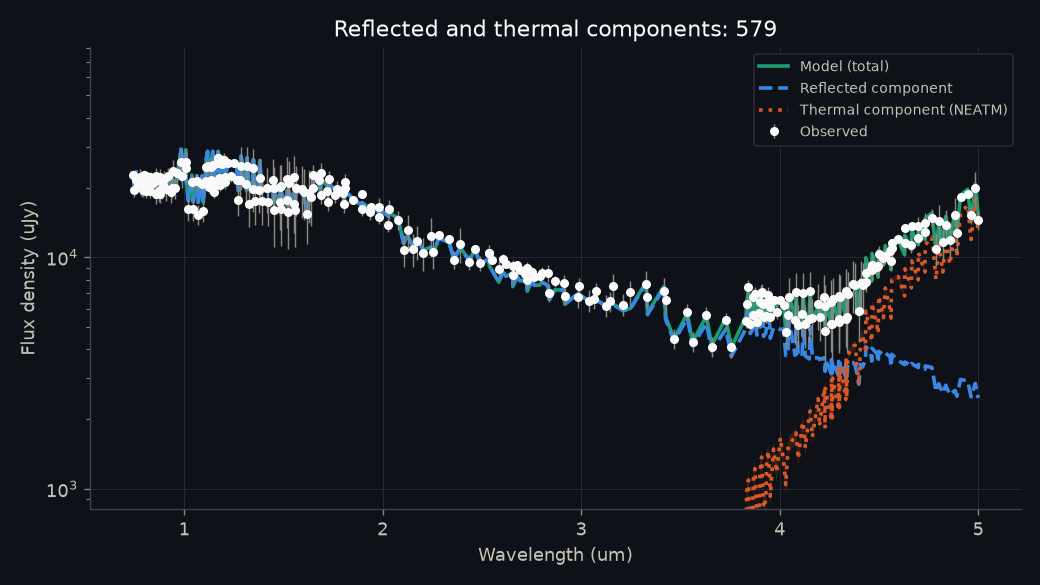 Reflected and thermal components: 579
Model (total)
Reflected component
Thermal component (NEATM)
Observed
Flux density (uJy)
10⁴
10³
1
2
3
4
5
Wavelength (um)